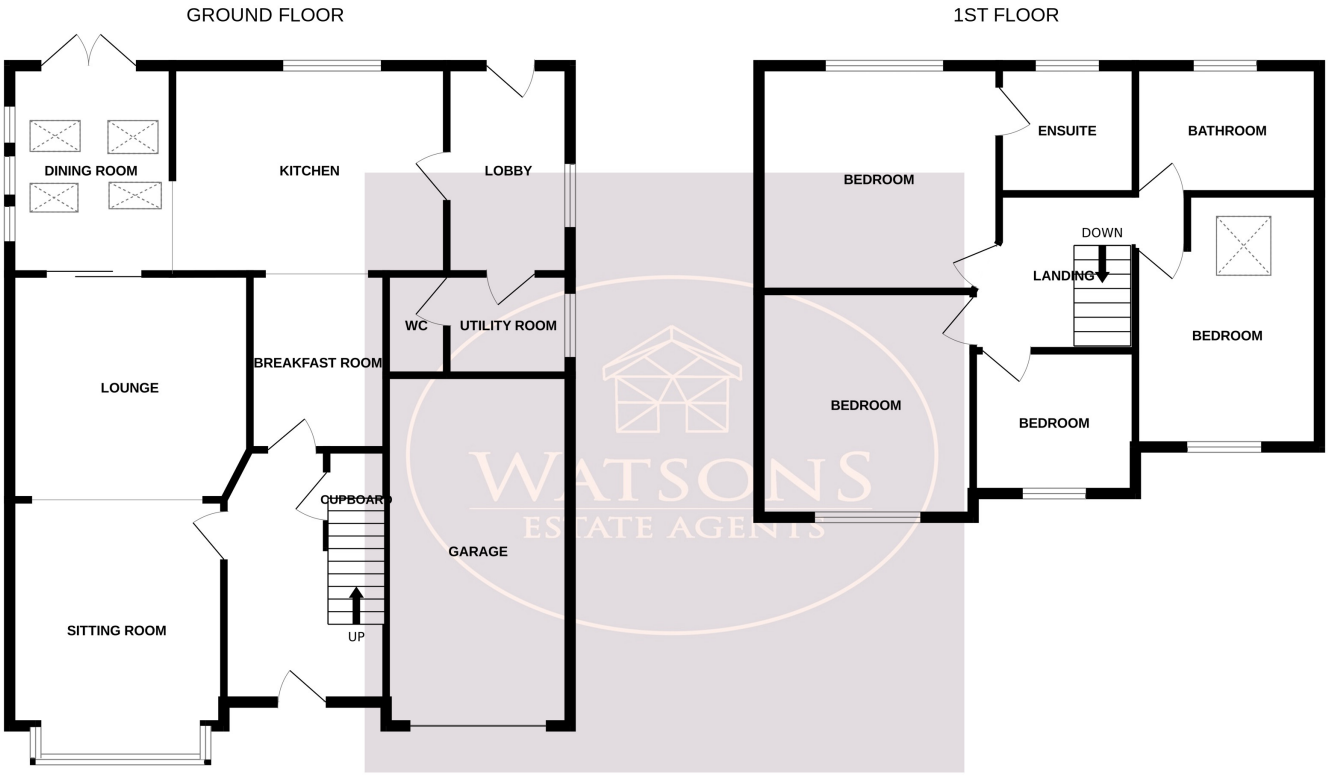 GROUND FLOOR
DINING ROOM
KITCHEN
LOBBY
WC
UTILITY ROOM
BREAKFAST ROOM
LOUNGE
CUPBOARD
GARAGE
SITTING ROOM
UP
WATSONS
ESTATE AGENTS
1ST FLOOR
BEDROOM
ENSUITE
BATHROOM
DOWN
LANDING
BEDROOM
BEDROOM
BEDROOM